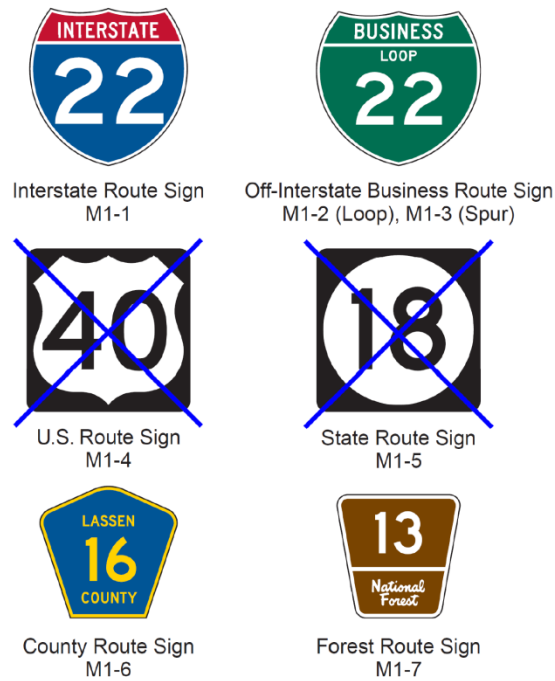 INTERSTATE
22
BUSINESS
LOOP
22
Interstate Route Sign
M1-1
Off-Interstate Business Route Sign
M1-2 (Loop), M1-3 (Spur)
40
18
U.S. Route Sign
M1-4
State Route Sign
M1-5
LASSEN
16
COUNTY
13
National
Forest
County Route Sign
M1-6
Forest Route Sign
M1-7